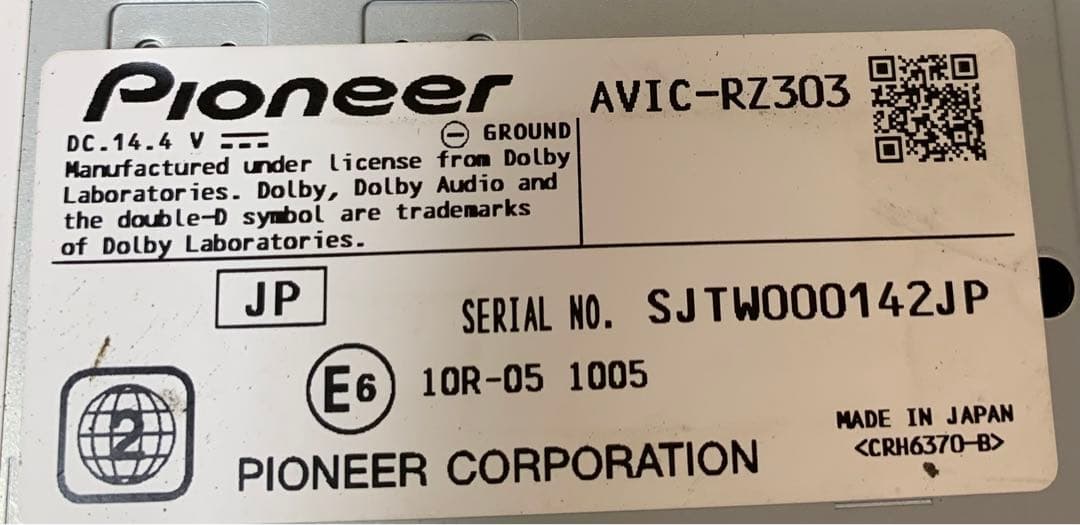 Pioneer
AVIC-RZ303
DC.14.4 V
GROUND
Manufactured under license from Dolby
Laboratories. Dolby, Dolby Audio and
the double-D symbol are trademarks
of Dolby Laboratories.
JP
SERIAL NO. SJTW000142JP
2
E6 10R-05 1005
MADE IN JAPAN
<CRH6370-B>
PIONEER CORPORATION